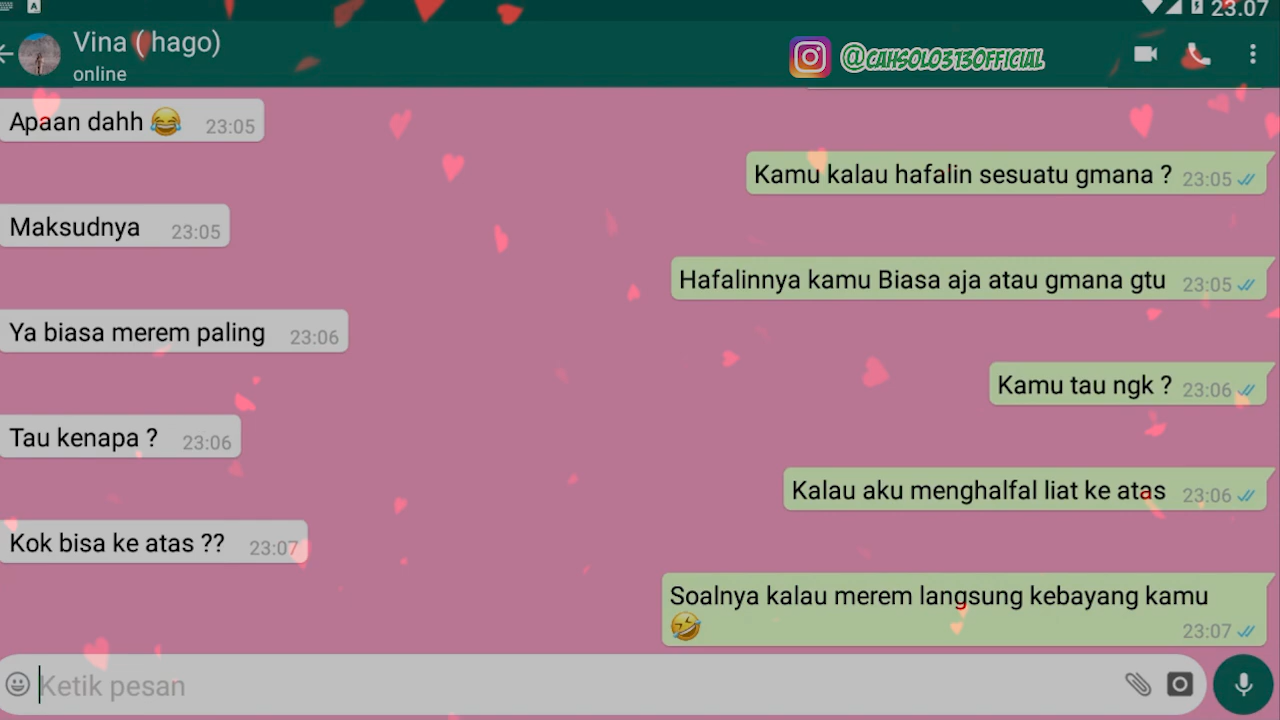 A
23.07
Vina ( hago)
online
@CAHSOLO313OFFICIAL
Apaan dahh 😂 23:05
Kamu kalau hafalin sesuatu gmana ? 23:05
Maksudnya 23:05
Hafalinnya kamu Biasa aja atau gmana gtu 23:05
Ya biasa merem paling 23:06
Kamu tau ngk ? 23:06
Tau kenapa ? 23:06
Kalau aku menghalfal liat ke atas 23:06
Kok bisa ke atas ?? 23:07
Soalnya kalau merem langsung kebayang kamu
🤣 23:07
Ketik pesan